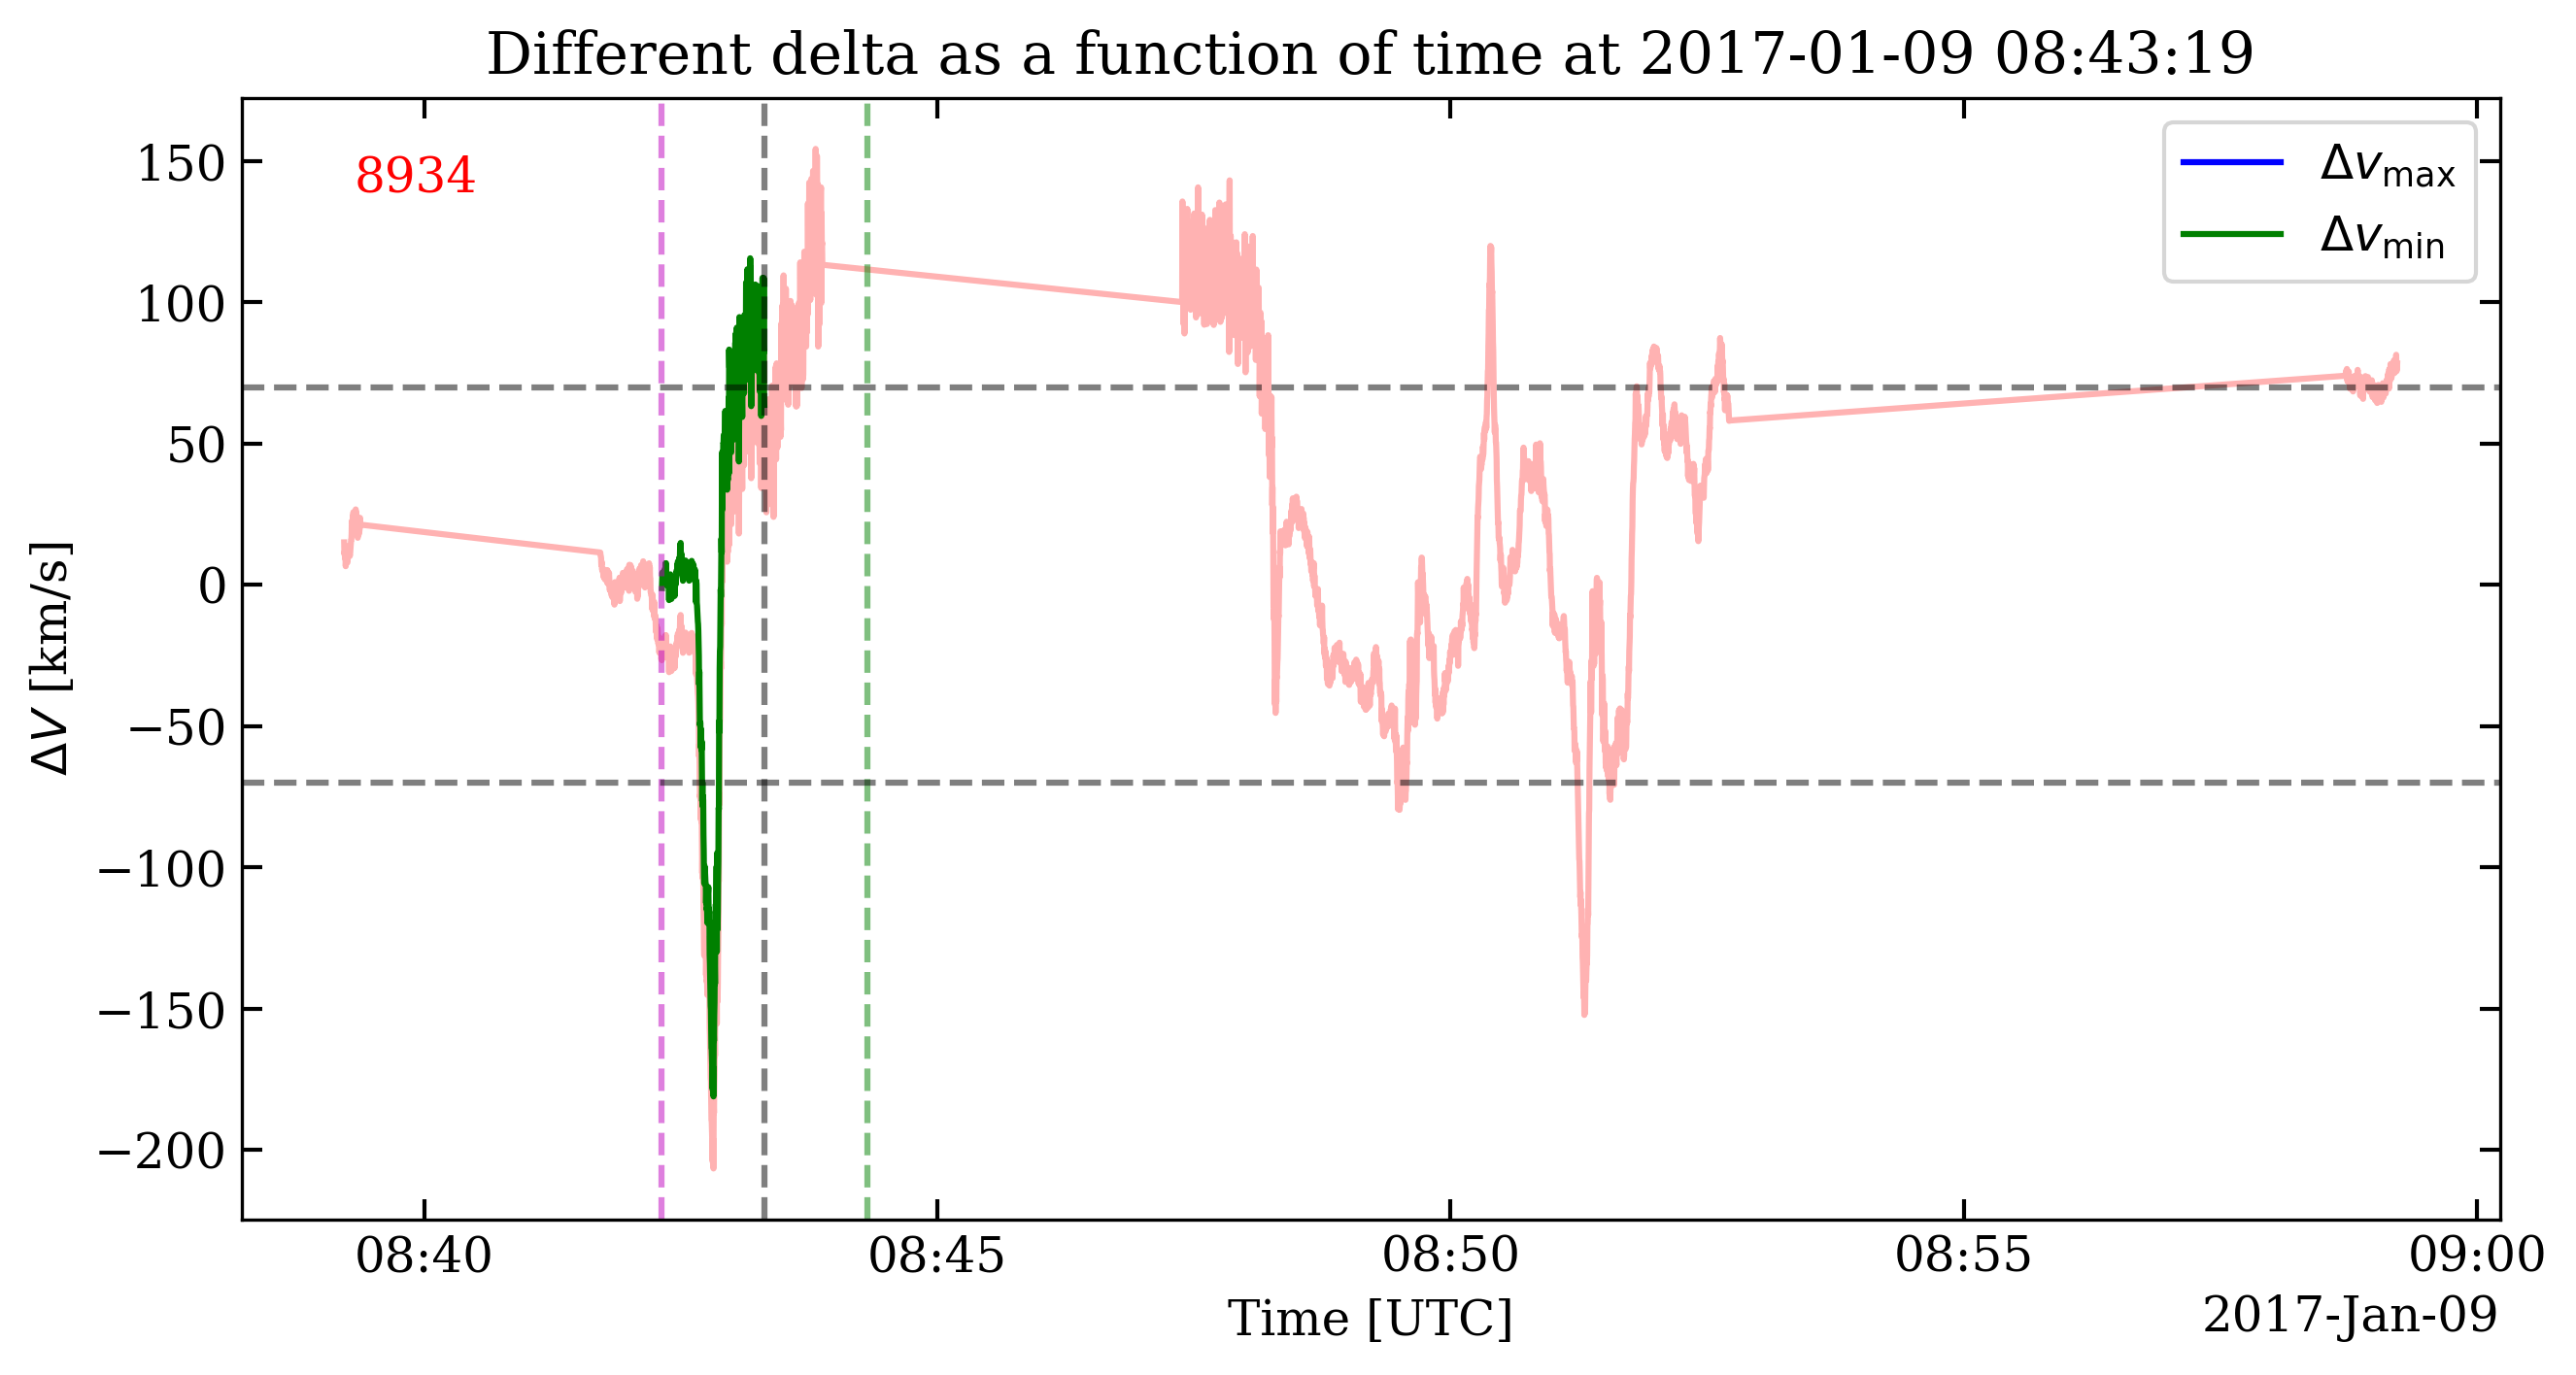 Different delta as a function of time at 2017-01-09 08:43:19
8934
Δv_max
Δv_min
150
100
50
0
−50
−100
−150
−200
ΔV [km/s]
08:40 08:45 08:50 08:55 09:00
Time [UTC]
2017-Jan-09